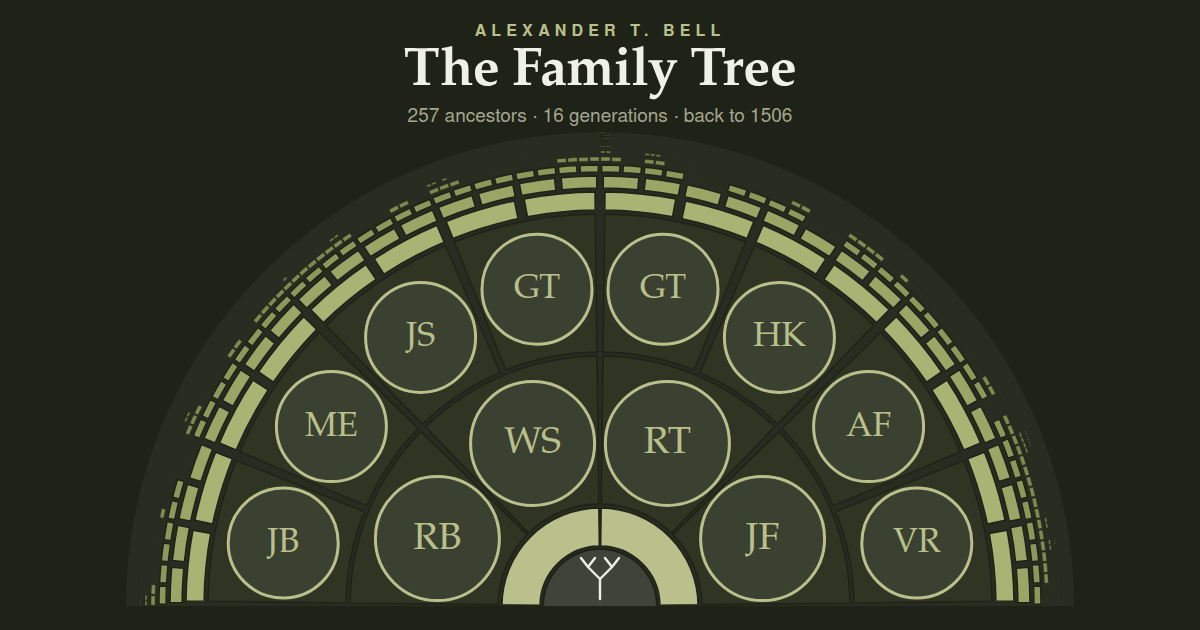 ALEXANDER T. BELL
The Family Tree
257 ancestors · 16 generations · back to 1506
GT
GT
JS
HK
ME
AF
WS
RT
JB
RB
JF
VR